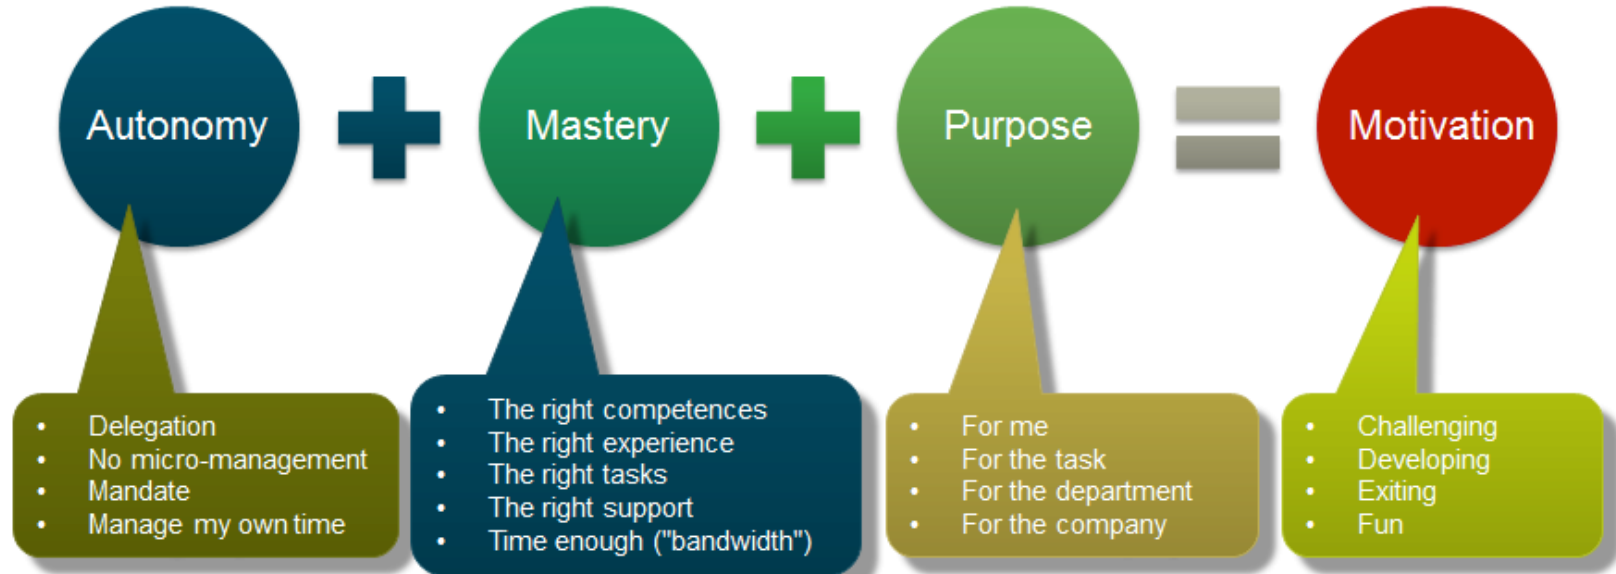 Autonomy
Mastery
Purpose
Motivation
• Delegation
• No micro-management
• Mandate
• Manage my own time
• The right competences
• The right experience
• The right tasks
• The right support
• Time enough ("bandwidth")
• For me
• For the task
• For the department
• For the company
• Challenging
• Developing
• Exiting
• Fun